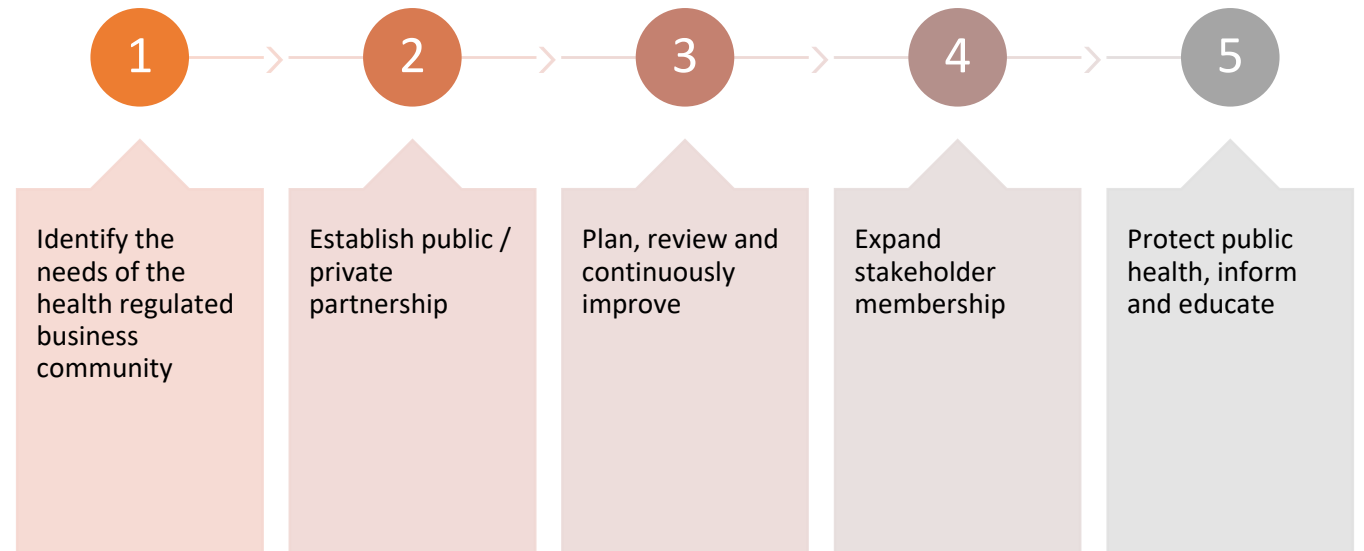 1
2
3
4
5
Identify the
needs of the
health regulated
business
community
Establish public /
private
partnership
Plan, review and
continuously
improve
Expand
stakeholder
membership
Protect public
health, inform
and educate